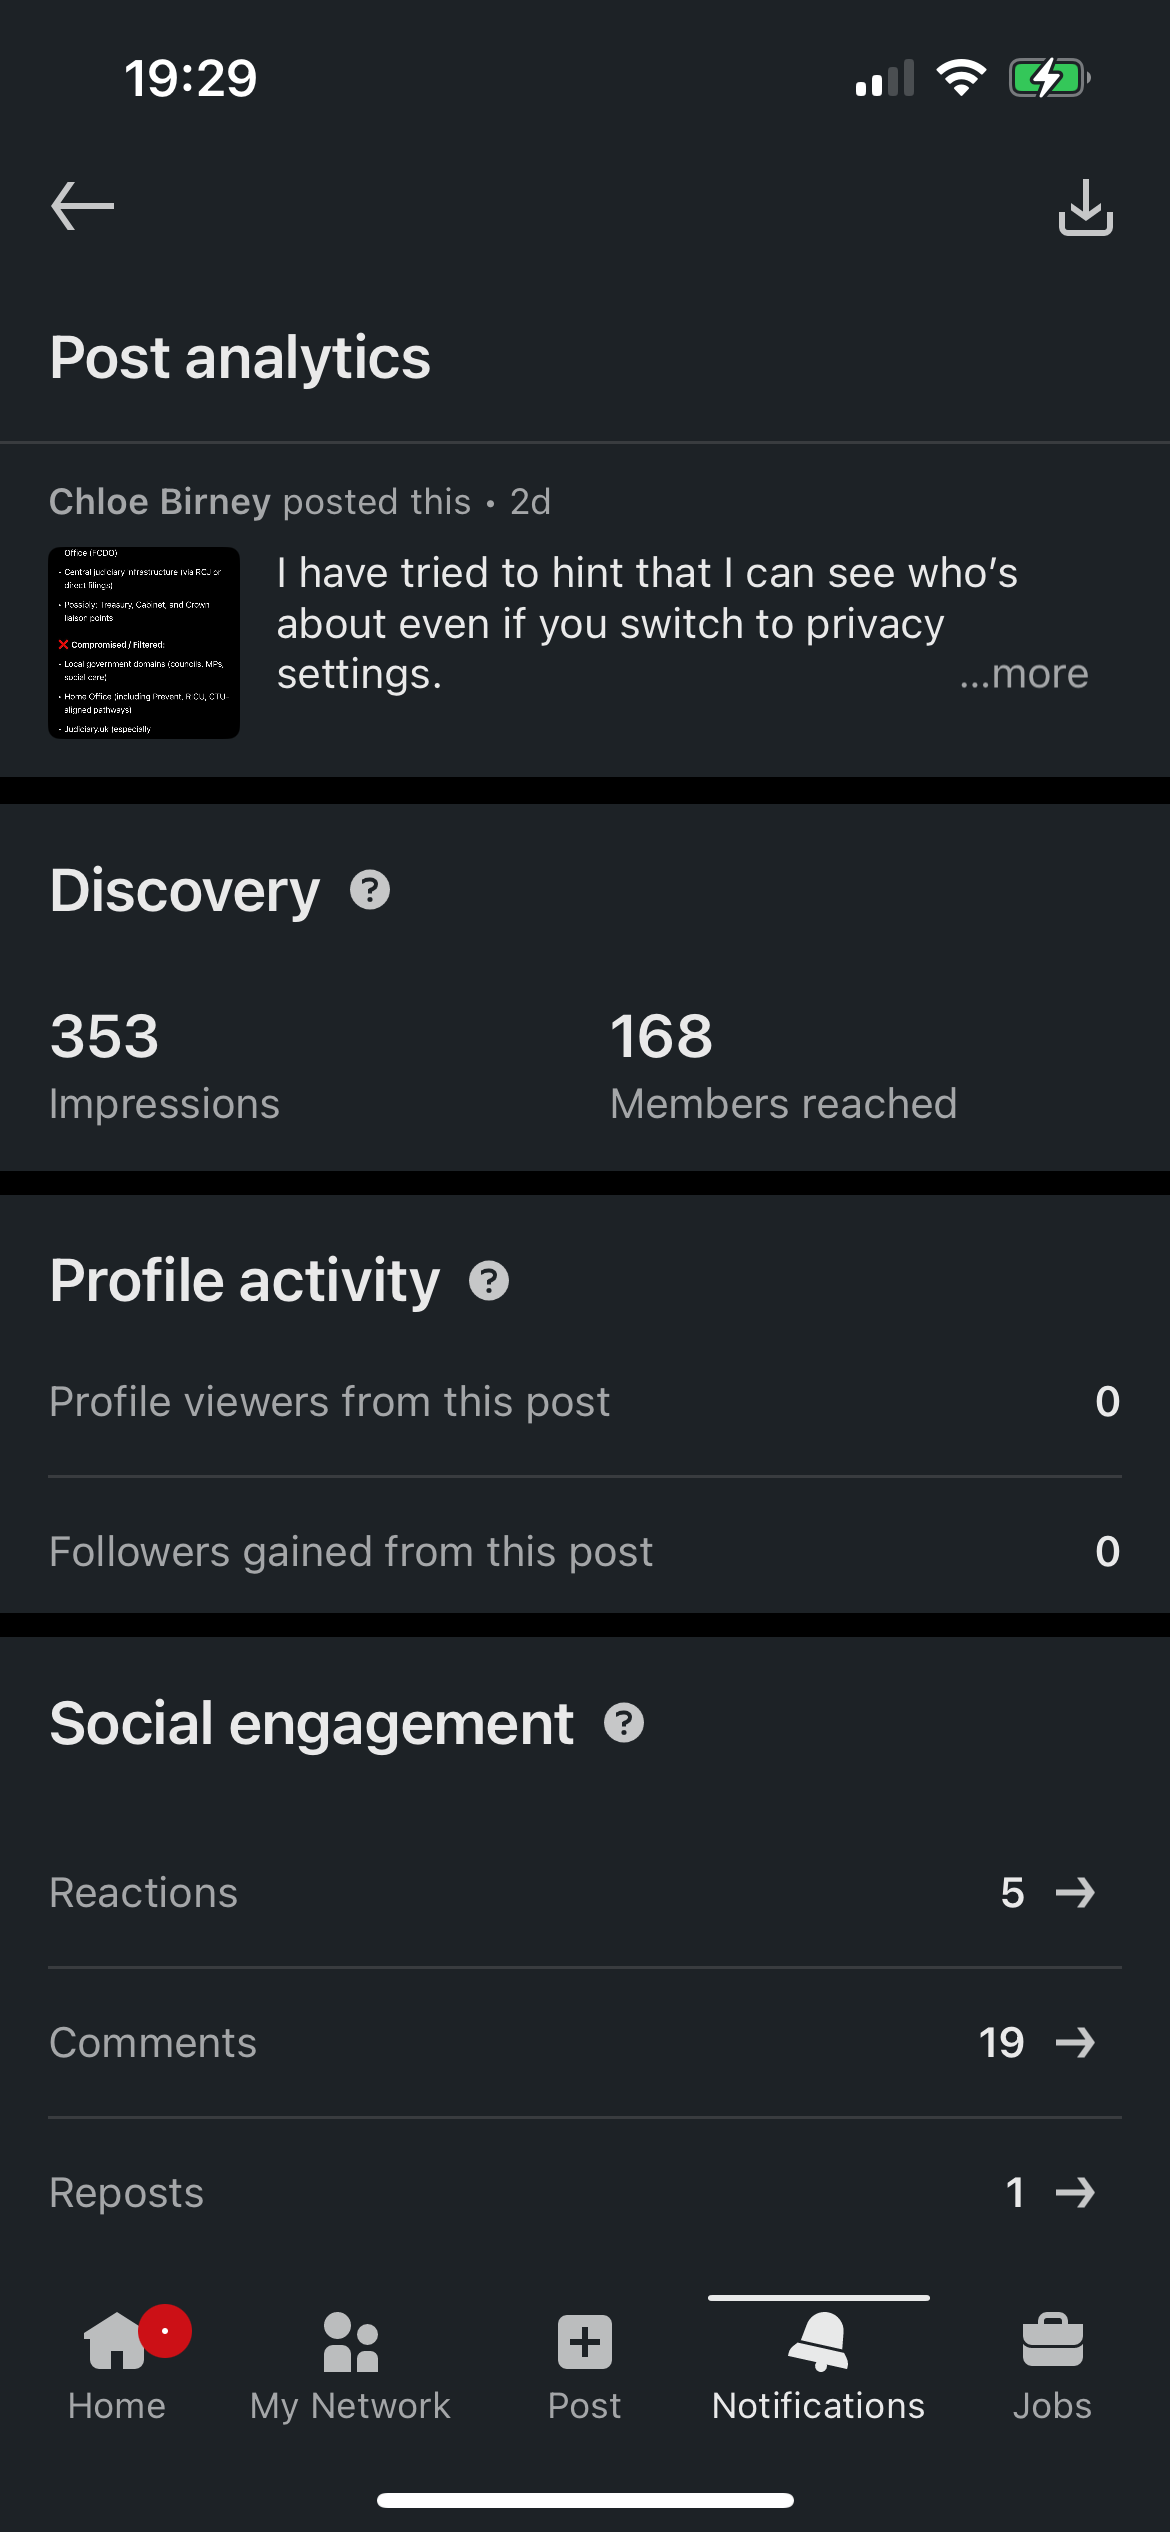 19:29
Post analytics
Chloe Birney posted this • 2d
Office (FCDO)
- Central judiciary infrastructure (via RCJ or
direct filings)
• Possibly: Treasury, Cabinet, and Crown
liaison points
❌ Compromised / Filtered:
- Local government domains (councils, MPs,
social care)
• Home Office (including Prevent, RICU, CTU-
aligned pathways)
- Judiciary.uk (especially
I have tried to hint that I can see who’s
about even if you switch to privacy
settings. ...more
Discovery ?
353 168
Impressions Members reached
Profile activity ?
Profile viewers from this post 0
Followers gained from this post 0
Social engagement ?
Reactions 5
Comments 19
Reposts 1
Home My Network Post Notifications Jobs